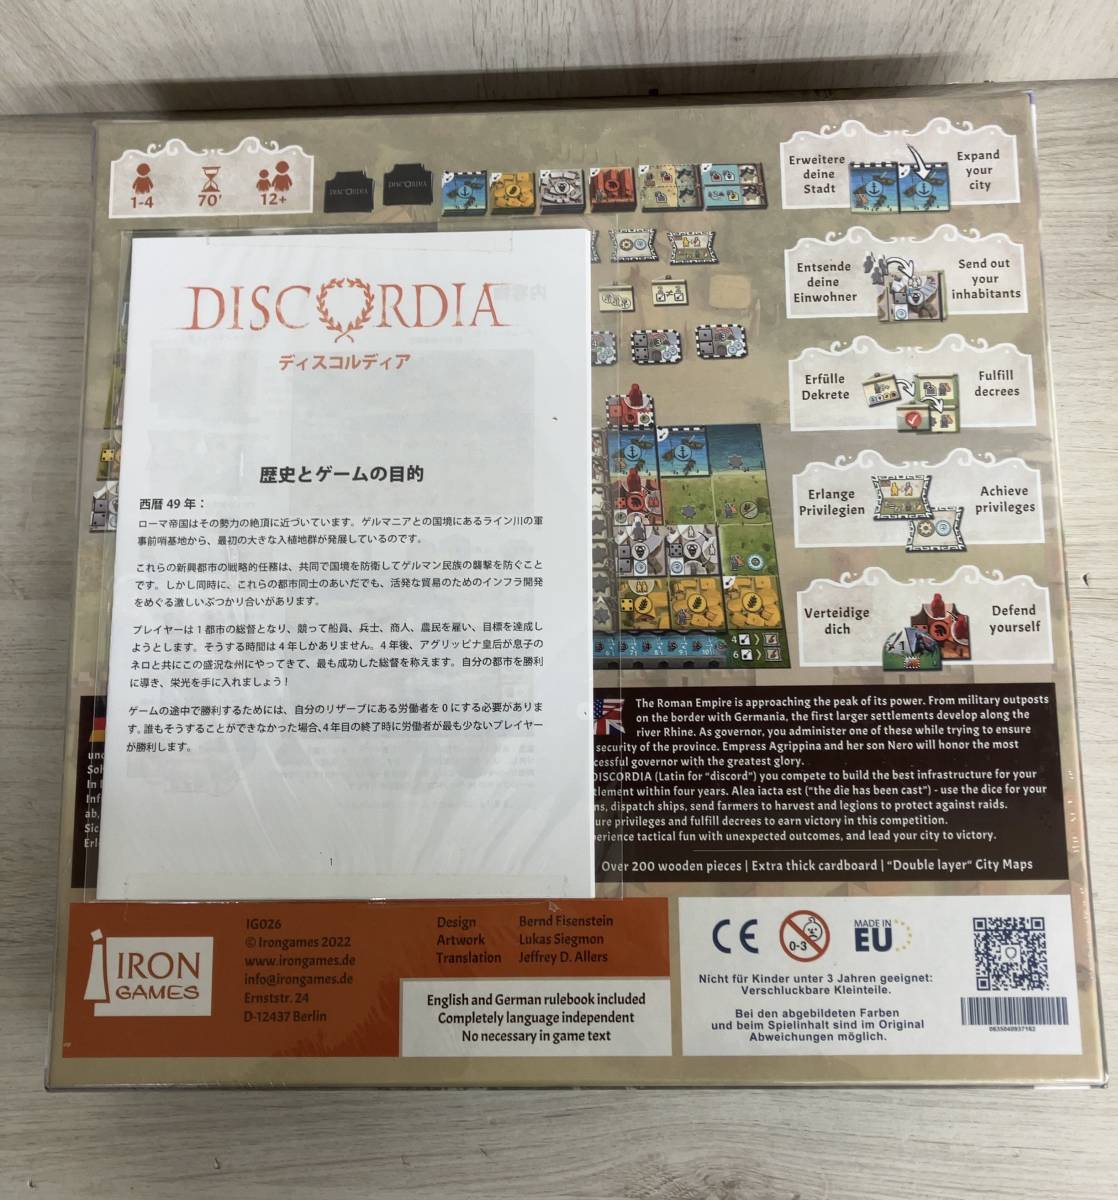 1-4
70'
12+
DISCORDIA
DISCORDIA
Erweitere
deine
Stadt
Expand
your
city
Entsende
deine
Einwohner
Send out
your
inhabitants
Erfülle
Dekrete
Fulfill
decrees
Erlange
Privilegien
Achieve
privileges
Verteidige
dich
Defend
yourself
DISCORDIA
ディスコルディア
歴史とゲームの目的
西暦 49 年：
ローマ帝国はその勢力の絶頂に近づいています。ゲルマニアとの国境にあるライン川の軍
事前哨基地から、最初の大きな入植地群が発展しているのです。
これらの新興都市の戦略的任務は、共同で国境を防衛してゲルマン民族の襲撃を防ぐこと
です。しかし同時に、これらの都市同士のあいだでも、活発な貿易のためのインフラ開発
をめぐる激しいぶつかり合いがあります。
プレイヤーは 1 都市の総督となり、競って船員、兵士、商人、農民を雇い、目標を達成し
ようとします。そうする時間は 4 年しかありません。4 年後、アグリッピナ皇后が息子の
ネロと共にこの盛況な州にやってきて、最も成功した総督を称えます。自分の都市を勝利
に導き、栄光を手に入れましょう！
ゲームの途中で勝利するためには、自分のリザーブにある労働者を 0 にする必要がありま
す。誰もそうすることができなかった場合、4 年目の終了時に労働者が最も少ないプレイヤー
が勝利します。
1
The Roman Empire is approaching the peak of its power. From military outposts
on the border with Germania, the first larger settlements develop along the
river Rhine. As governor, you administer one of these while trying to ensure
security of the province. Empress Agrippina and her son Nero will honor the most
cessful governor with the greatest glory.
DISCORDIA (Latin for "discord") you compete to build the best infrastructure for your
tlement within four years. Alea iacta est ("the die has been cast") - use the dice for your
ns, dispatch ships, send farmers to harvest and legions to protect against raids.
ure privileges and fulfill decrees to earn victory in this competition.
perience tactical fun with unexpected outcomes, and lead your city to victory.
Over 200 wooden pieces | Extra thick cardboard | "Double layer" City Maps
IRON
GAMES
IG026
© Irongames 2022
www.irongames.de
info@irongames.de
Ernststr. 24
D-12437 Berlin
Design Bernd Eisenstein
Artwork Lukas Siegmon
Translation Jeffrey D. Allers
English and German rulebook included
Completely language independent
No necessary in game text
CE
0-3
MADE IN
EU
Nicht für Kinder unter 3 Jahren geeignet:
Verschluckbare Kleinteile.
Bei den abgebildeten Farben
und beim Spielinhalt sind im Original
Abweichungen möglich.